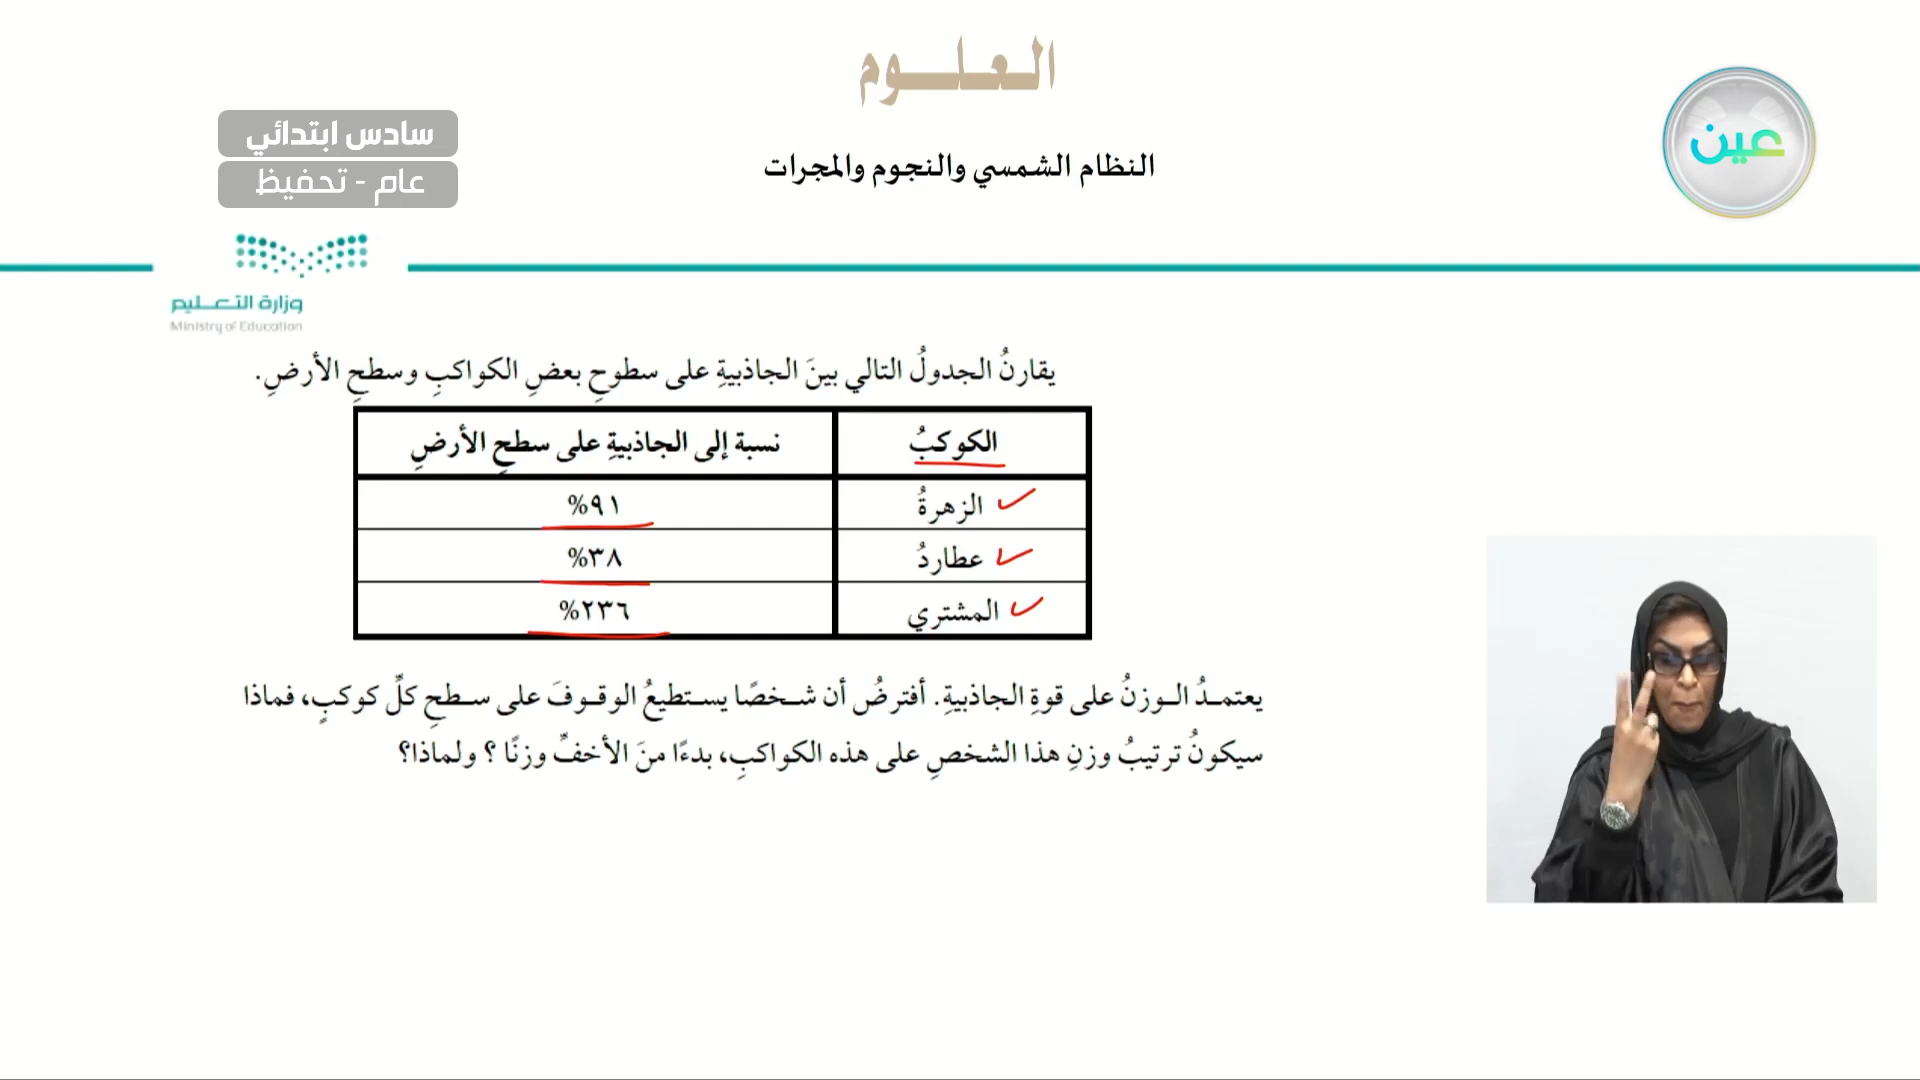 العلوم
النظام الشمسي والنجوم والمجرات
عين
سادس ابتدائي
عام - تحفيظ
وزارة التعليم
Ministry of Education
يقارنُ الجدولُ التالي بينَ الجاذبيةِ على سطوحِ بعضِ الكواكبِ وسطحِ الأرضِ.
الكوكبُ نسبة إلى الجاذبيةِ على سطحِ الأرضِ
الزهرةُ ٩١%
عطاردُ ٣٨%
المشتري ٢٣٦%
يعتمدُ الوزنُ على قوةِ الجاذبيةِ. أفترضُ أن شخصًا يستطيعُ الوقوفَ على سطحِ كلِّ كوكبٍ، فماذا
سيكونُ ترتيبُ وزنِ هذا الشخصِ على هذه الكواكبِ، بدءًا منَ الأخفِّ وزنًا ؟ ولماذا؟